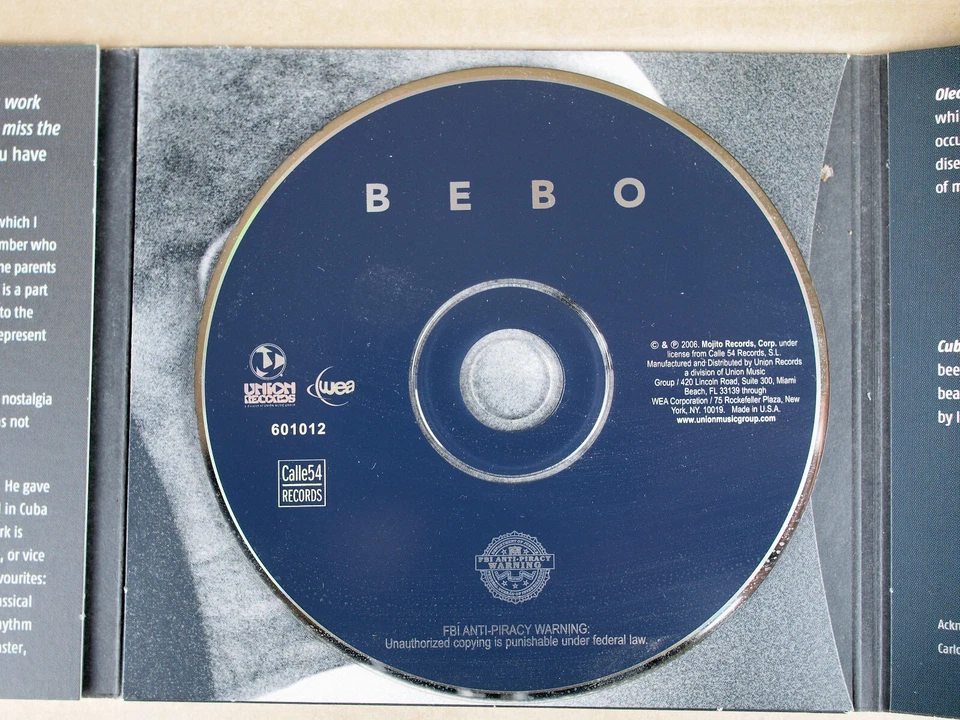 work
miss the
u have
which I
mber who
he parents
is a part
to the
epresent
nostalgia
as not
He gave
l in Cuba
rk is
, or vice
vourites:
assical
hythm
aster,
BEBO
UNION
RECORDS
wea
601012
Calle54
RECORDS
© & ℗ 2006. Mojito Records, Corp. under
license from Calle 54 Records, S.L.
Manufactured and Distributed by Union Records
a division of Union Music
Group / 420 Lincoln Road, Suite 300, Miami
Beach, FL 33139 through
WEA Corporation / 75 Rockefeller Plaza, New
York, NY. 10019. Made in U.S.A.
www.unionmusicgroup.com
FBI ANTI-PIRACY
WARNING
FBI ANTI-PIRACY WARNING:
Unauthorized copying is punishable under federal law.
Oleo
whi
occu
dise
of m
Cub
bee
bea
by l
Ackn
Carlo